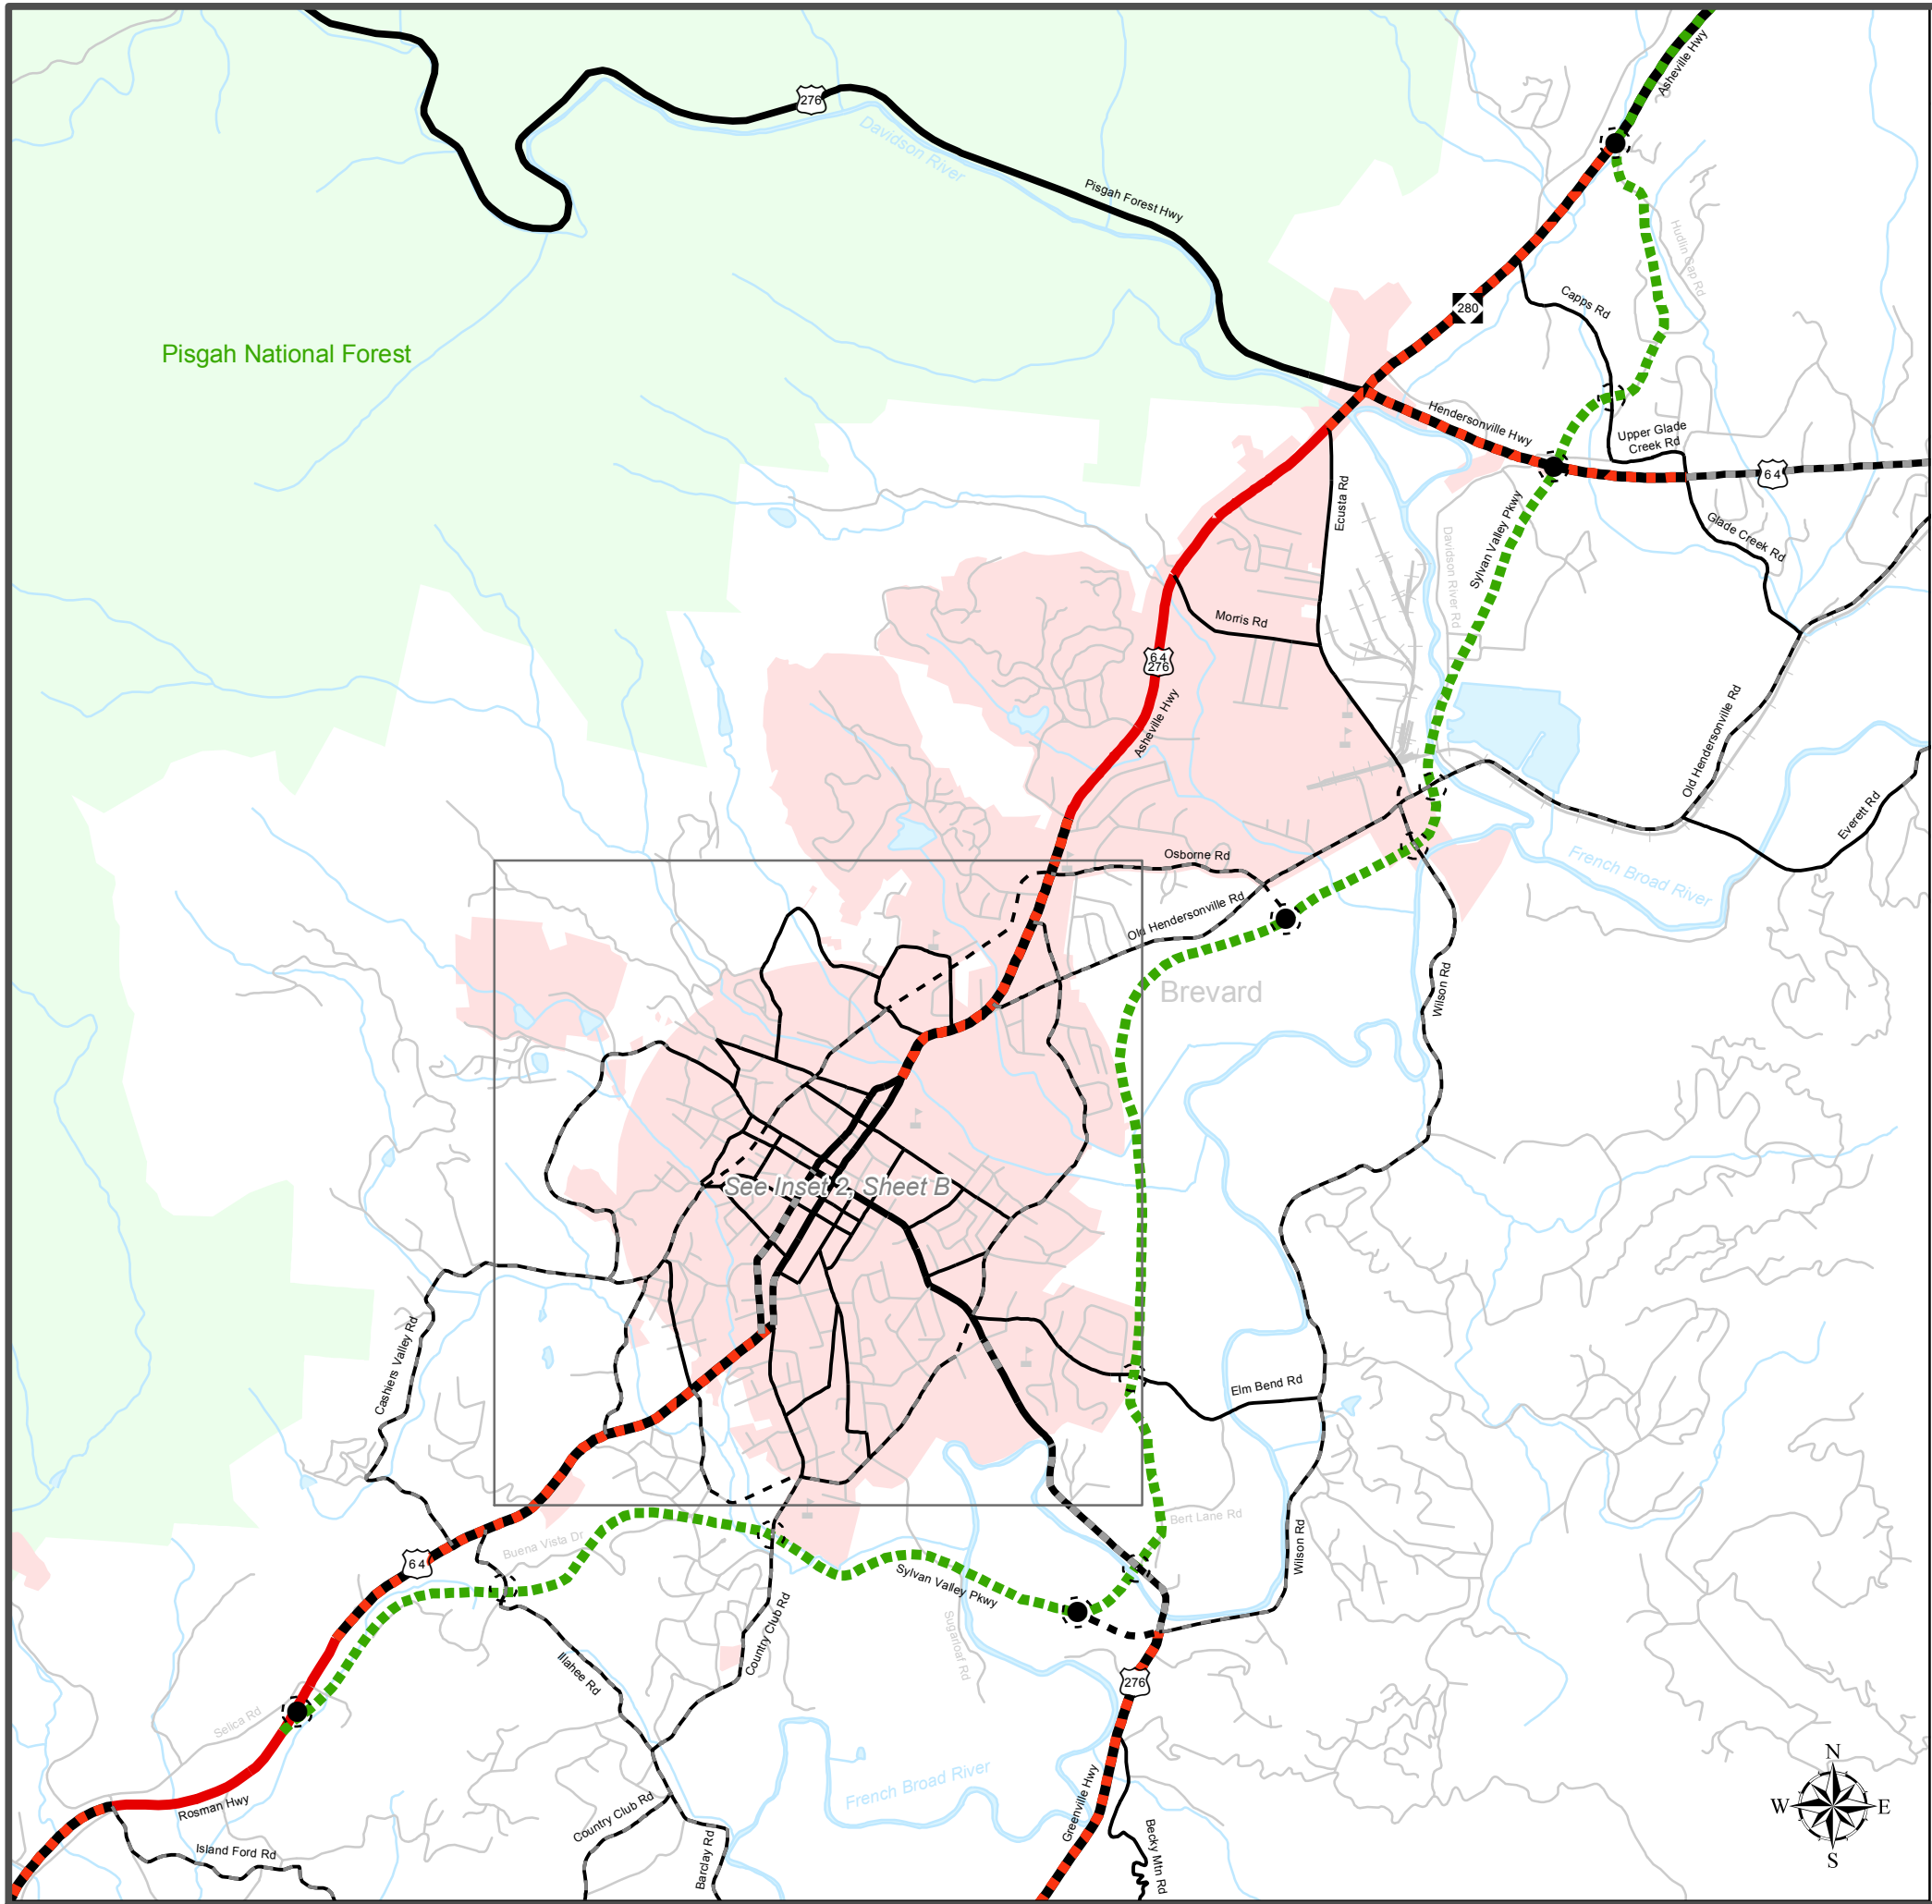 Asheville Hwy
276
Davidson River
Pisgah Forest Hwy
Hudlin Gap Rd
280
Capps Rd
Pisgah National Forest
Hendersonville Hwy
Upper Glade
Creek Rd
64
Ecusta Rd
Sylvan Valley Pkwy
Glade Creek Rd
Davidson River Rd
Morris Rd
64
276
Asheville Hwy
Old Hendersonville Rd
Everett Rd
Osborne Rd
French Broad River
Old Hendersonville Rd
Wilson Rd
Brevard
See Inset 2, Sheet B
Cashiers Valley Rd
Elm Bend Rd
Bert Lane Rd
Buena Vista Dr
Wilson Rd
64
Sylvan Valley Pkwy
Country Club Rd
Sugarloaf Rd
Illahee Rd
276
Selica Rd
N
W
E
S
Rosman Hwy
French Broad River
Greenville Hwy
Country Club Rd
Island Ford Rd
Barclay Rd
Becky Mtn Rd